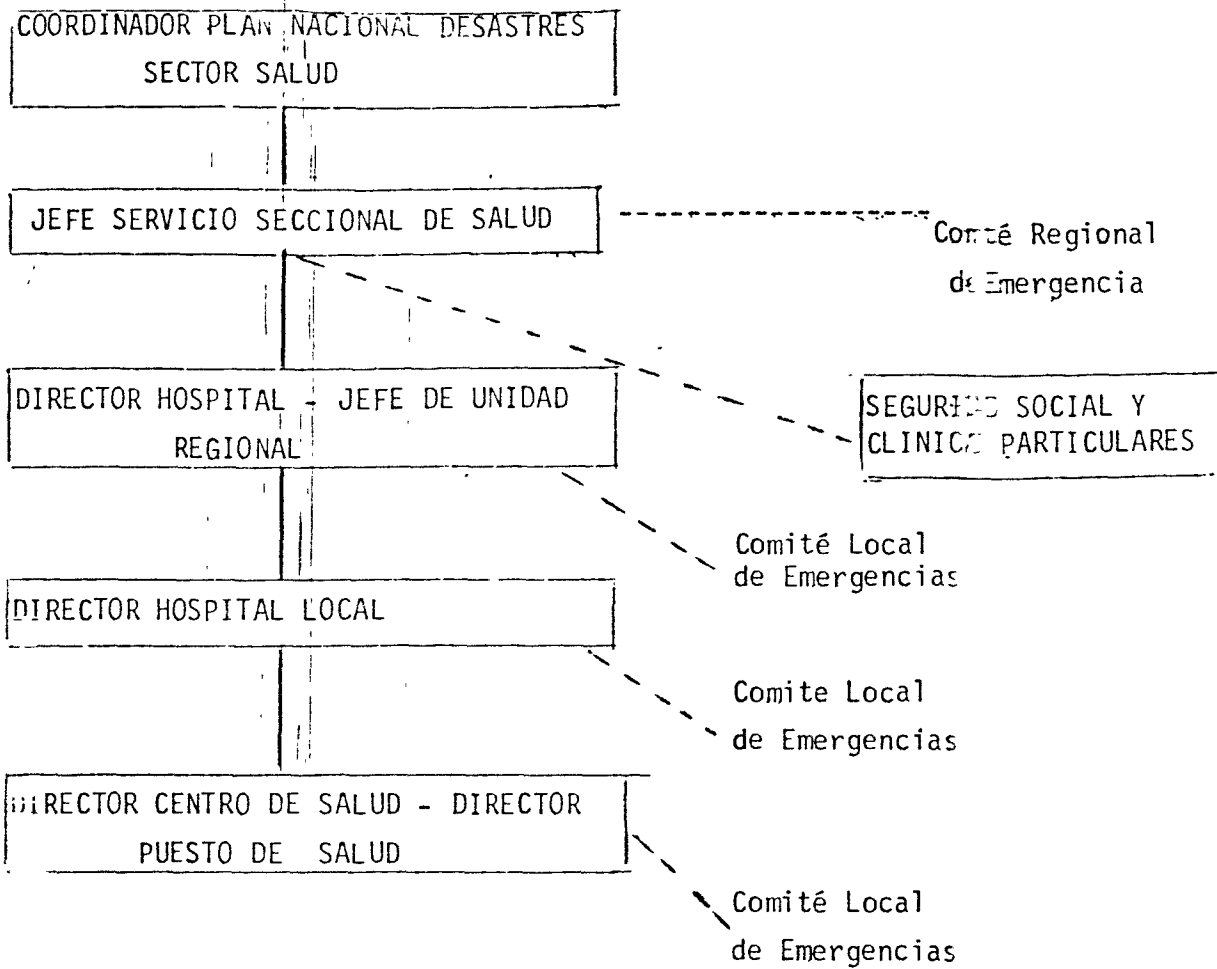 COORDINADOR PLAN NACIONAL DESASTRES
SECTOR SALUD
JEFE SERVICIO SECCIONAL DE SALUD
Comité Regional
de Emergencia
DIRECTOR HOSPITAL - JEFE DE UNIDAD
REGIONAL
SOCIAL Y
PARTICULARES
Comité Local
de Emergencias
DIRECTOR HOSPITAL LOCAL
Comite Local
de Emergencias
DIRECTOR CENTRO DE SALUD - DIRECTOR
PUESTO DE SALUD
Comité Local
de Emergencias